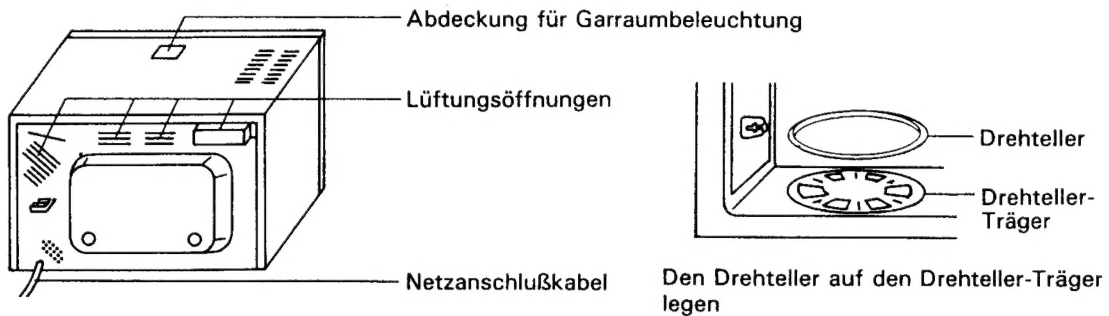 Abdeckung für Garraumbeleuchtung
Lüftungsöffnungen
Netzanschlußkabel
Drehteller
Drehteller-
Träger
Den Drehteller auf den Drehteller-Träger
legen